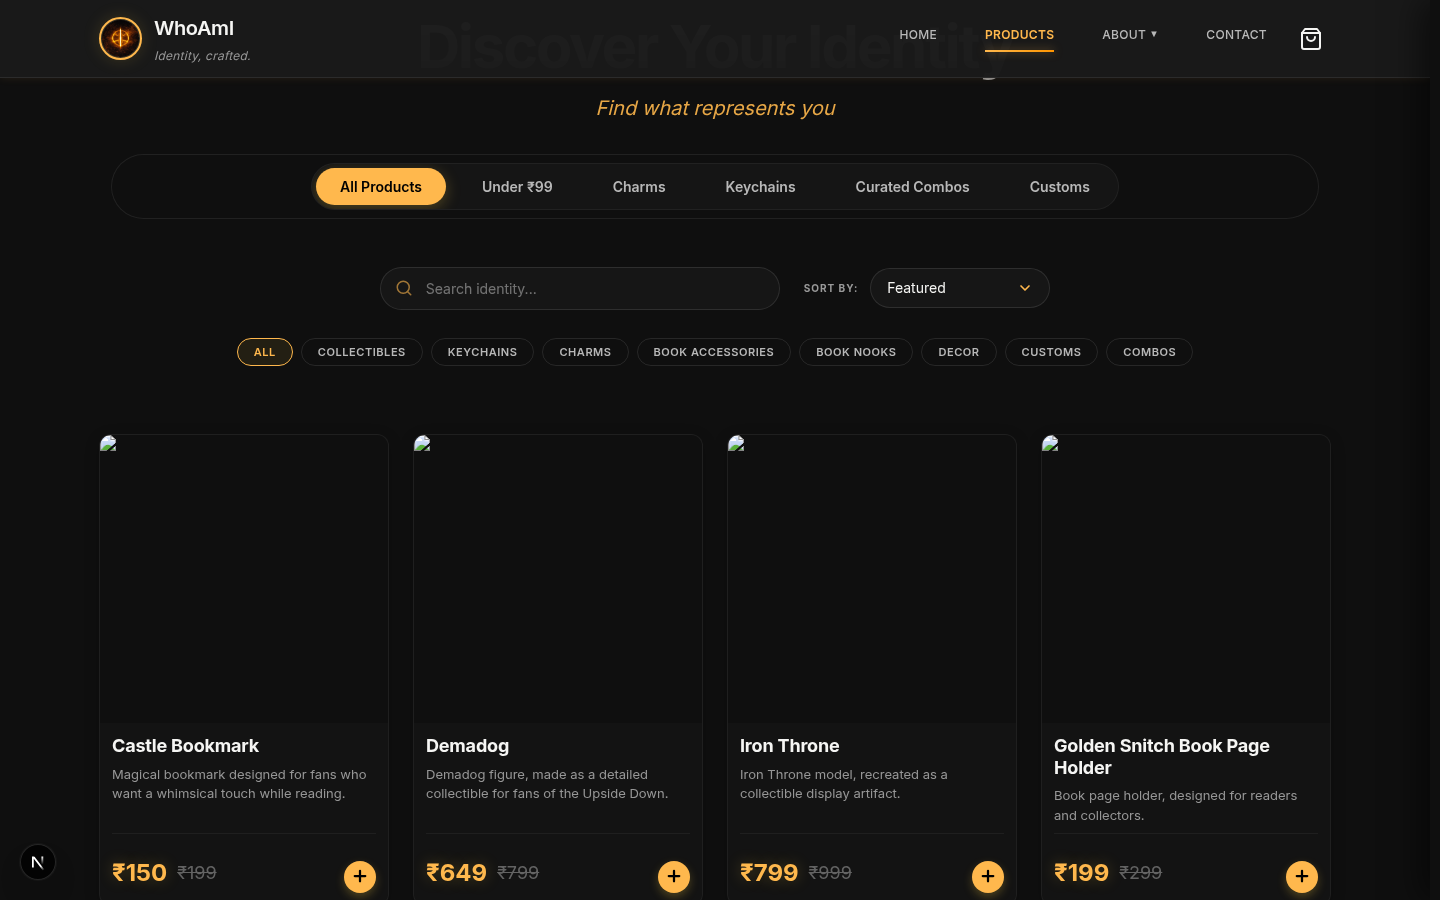 WhoAmI
Identity, crafted.
HOME
PRODUCTS
ABOUT ▼
CONTACT
Discover Your Identity
Find what represents you
All Products
Under ₹99
Charms
Keychains
Curated Combos
Customs
Search identity...
SORT BY:
Featured
ALL
COLLECTIBLES
KEYCHAINS
CHARMS
BOOK ACCESSORIES
BOOK NOOKS
DECOR
CUSTOMS
COMBOS
Castle Bookmark
Magical bookmark designed for fans who
want a whimsical touch while reading.
₹150 ₹199
Demadog
Demadog figure, made as a detailed
collectible for fans of the Upside Down.
₹649 ₹799
Iron Throne
Iron Throne model, recreated as a
collectible display artifact.
₹799 ₹999
Golden Snitch Book Page
Holder
Book page holder, designed for readers
and collectors.
₹199 ₹299
N